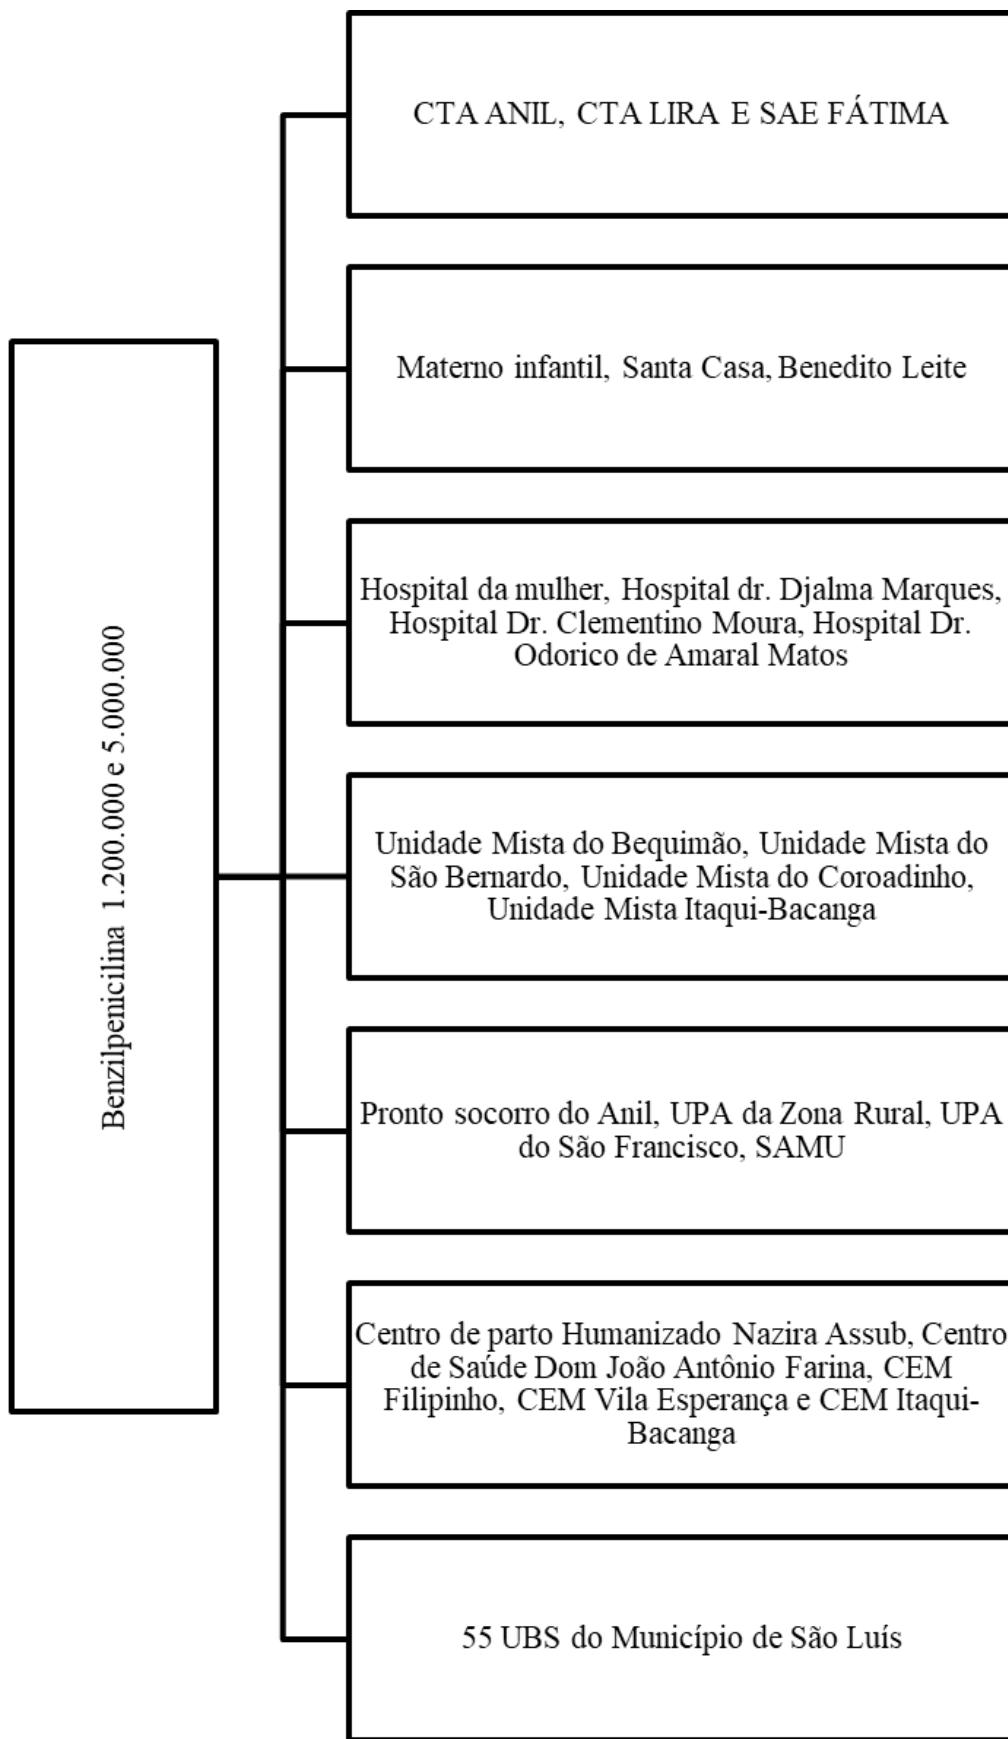 Benzilpenicilina 1.200.000 e 5.000.000
CTA ANIL, CTA LIRA E SAE FÁTIMA
Materno infantil, Santa Casa, Benedito Leite
Hospital da mulher, Hospital dr. Djalma Marques,
Hospital Dr. Clementino Moura, Hospital Dr.
Odorico de Amaral Matos
Unidade Mista do Bequimão, Unidade Mista do
São Bernardo, Unidade Mista do Coroadinho,
Unidade Mista Itaqui-Bacanga
Pronto socorro do Anil, UPA da Zona Rural, UPA
do São Francisco, SAMU
Centro de parto Humanizado Nazira Assub, Centro
de Saúde Dom João Antônio Farina, CEM
Filipinho, CEM Vila Esperança e CEM Itaqui-
Bacanga
55 UBS do Município de São Luís